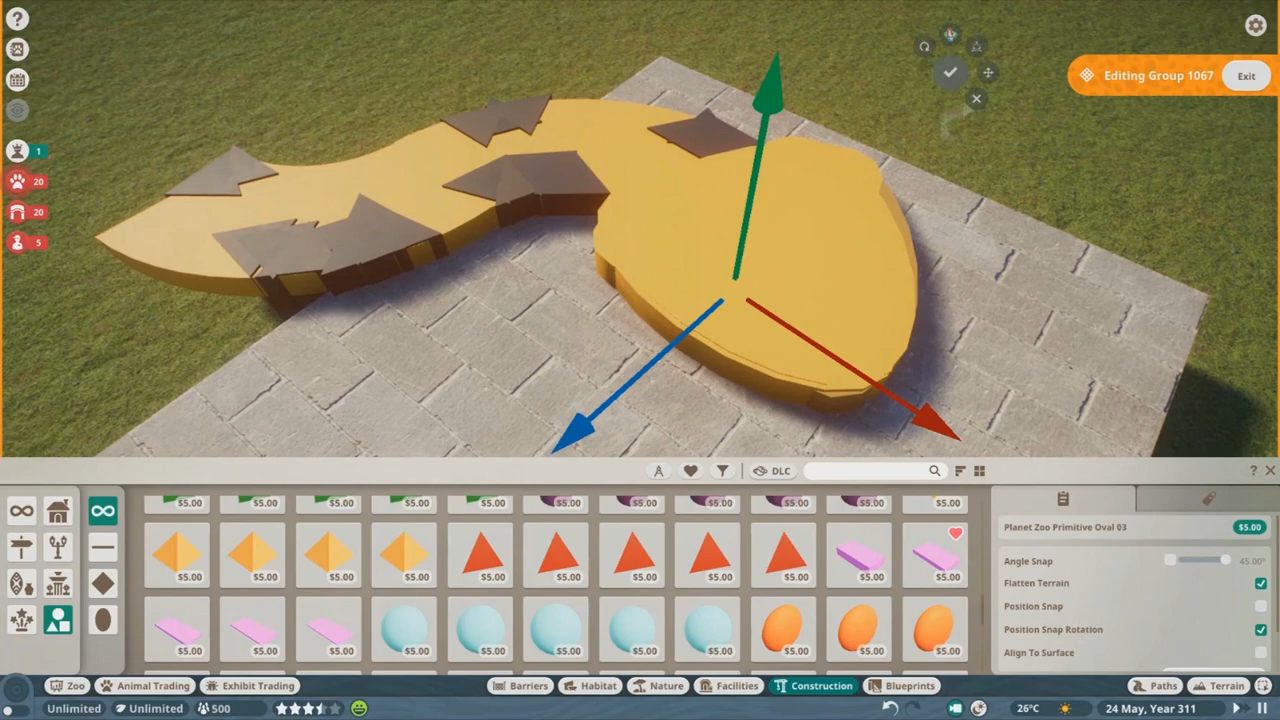 ?
Editing Group 1067
Exit
1
20
20
5
DLC
?
$5.00 $5.00 $5.00 $5.00 $5.00 $5.00 $5.00 $5.00 $5.00 $5.00 $5.00
$5.00 $5.00 $5.00 $5.00 $5.00 $5.00 $5.00 $5.00 $5.00 $5.00 $5.00
$5.00 $5.00 $5.00 $5.00 $5.00 $5.00 $5.00 $5.00 $5.00 $5.00 $5.00
Planet Zoo Primitive Oval 03 $5.00
Angle Snap 45.00°
Flatten Terrain
Position Snap
Position Snap Rotation
Align To Surface
Zoo Animal Trading Exhibit Trading Barriers Habitat Nature Facilities Construction Blueprints Paths Terrain
Unlimited Unlimited 500 26°C 24 May, Year 311